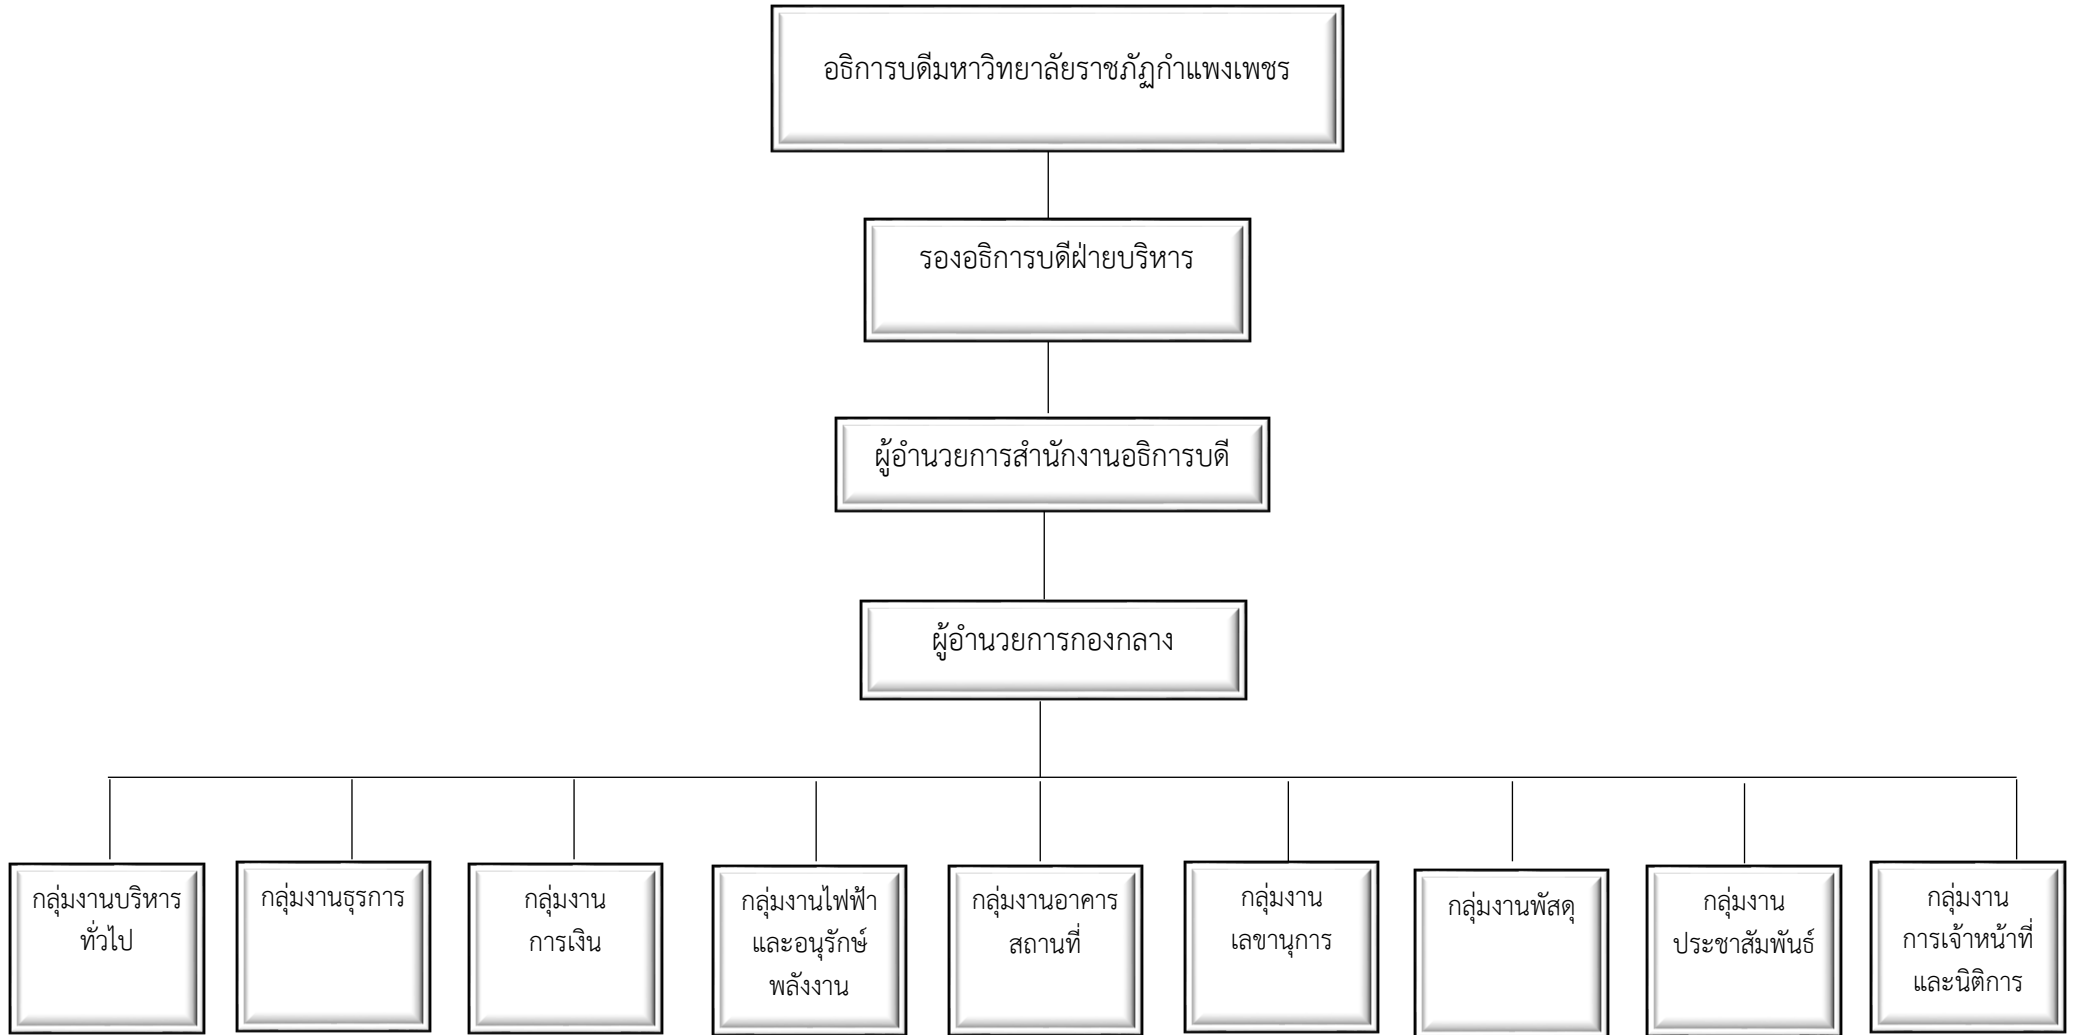 อธิการบดีมหาวิทยาลัยราชภัฏกำแพงเพชร
รองอธิการบดีฝ่ายบริหาร
ผู้อำนวยการสำนักงานอธิการบดี
ผู้อำนวยการกองกลาง
กลุ่มงานบริหาร
ทั่วไป
กลุ่มงานธุรการ
กลุ่มงาน
การเงิน
กลุ่มงานไฟฟ้า
และอนุรักษ์
พลังงาน
กลุ่มงานอาคาร
สถานที่
กลุ่มงาน
เลขานุการ
กลุ่มงานพัสดุ
กลุ่มงาน
ประชาสัมพันธ์
กลุ่มงาน
การเจ้าหน้าที่
และนิติการ